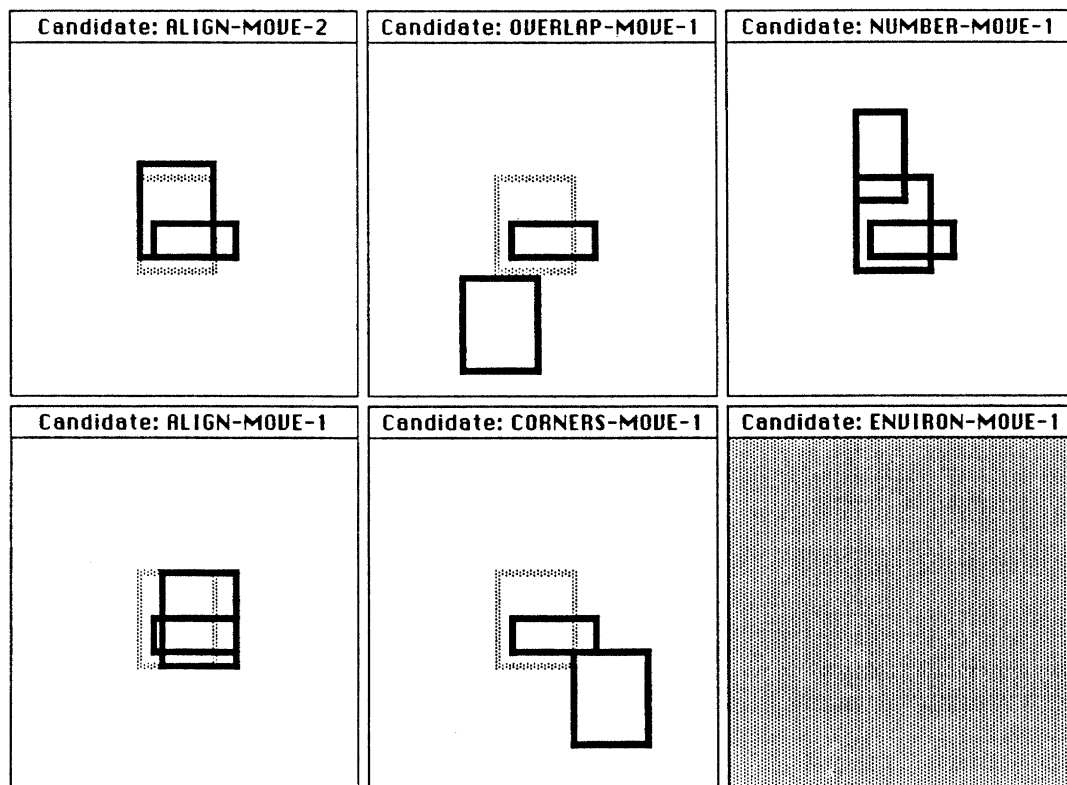 Candidate: ALIGN-MOVE-2
Candidate: OVERLAP-MOVE-1
Candidate: NUMBER-MOVE-1
Candidate: ALIGN-MOVE-1
Candidate: CORNERS-MOVE-1
Candidate: ENVIRON-MOVE-1